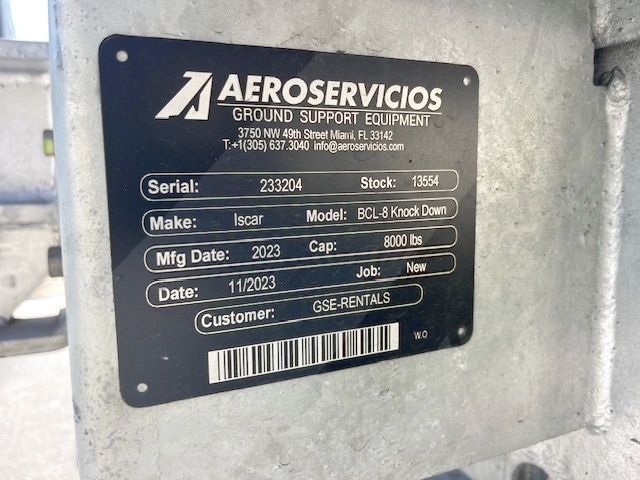 AEROSERVICIOS
GROUND SUPPORT EQUIPMENT
3750 NW 49th Street Miami, FL 33142
T:+1(305) 637.3040 info@aeroservicios.com
Serial: 233204 Stock: 13554
Make: Iscar Model: BCL-8 Knock Down
Mfg Date: 2023 Cap: 8000 lbs
Date: 11/2023 Job: New
Customer: GSE-RENTALS
W.O